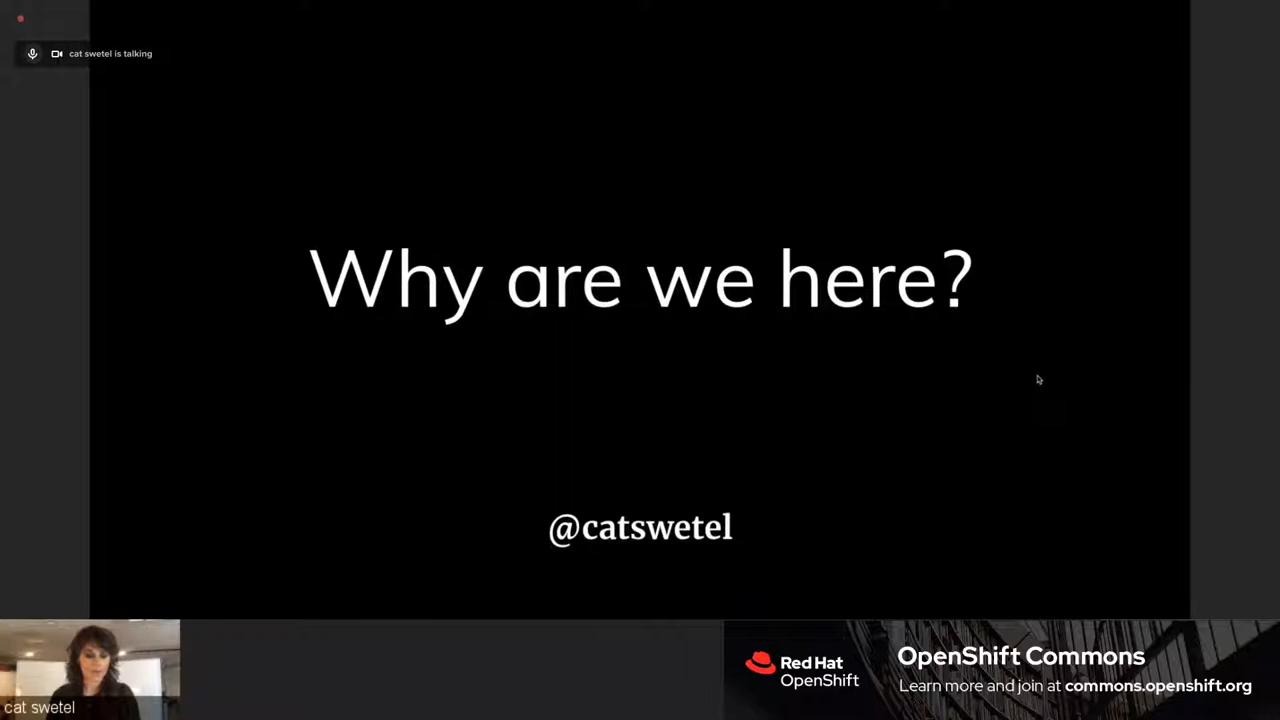 cat swetel is talking
Why are we here?
@catswetel
cat swetel
Red Hat
OpenShift
OpenShift Commons
Learn more and join at commons.openshift.org